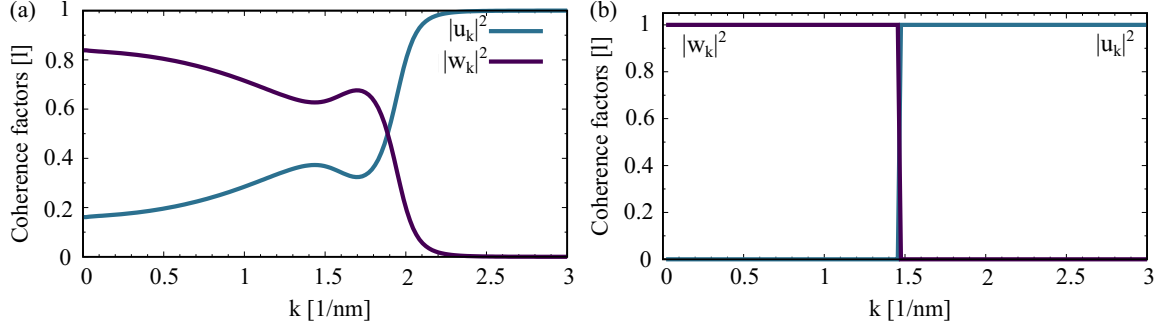 (a)
Coherence factors [l]
1
0.8
0.6
0.4
0.2
0
|u_k|^2
|w_k|^2
0 0.5 1 1.5 2 2.5 3
k [1/nm]
(b)
Coherence factors [l]
1
0.8
0.6
0.4
0.2
0
|w_k|^2
|u_k|^2
0 0.5 1 1.5 2 2.5 3
k [1/nm]